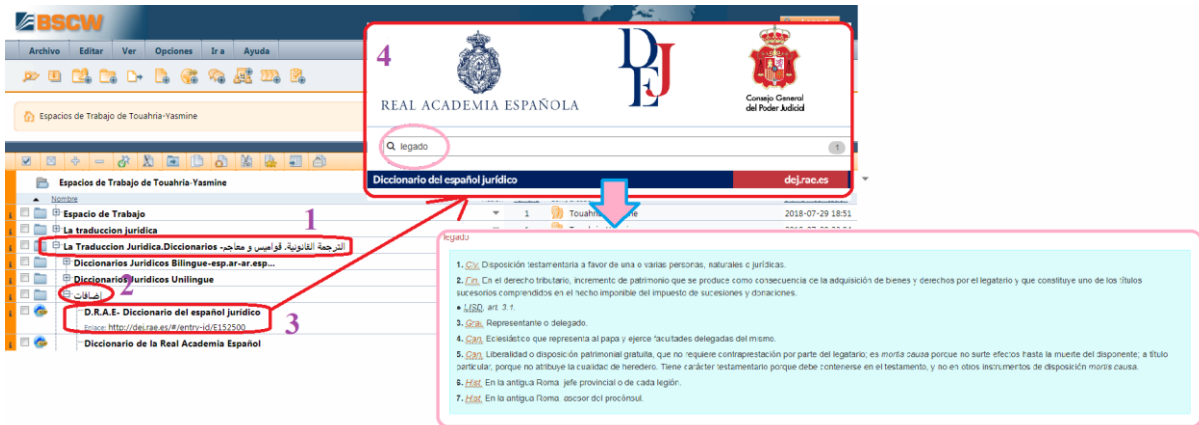 BSCW
Archivo Editar Ver Opciones Ir a Ayuda
Espacios de Trabajo de Touahria-Yasmine
Espacios de Trabajo de Touahria-Yasmine
Nombre
Espacio de Trabajo
1 Touahria
2018-07-29 18:51
La traduccion juridica
1
La Traduccion Juridica.Diccionarios -الترجمة القانونية. قواميس و معاجم
Diccionarios Juridicos Bilingue-esp.ar-ar.esp...
Diccionarios Juridicos Unilingue
إضافات
2
D.R.A.E- Diccionario del español jurídico
Enlace: http://dej.rae.es/#/entry-id/E152500
3
Diccionario de la Real Academia Español
4
REAL ACADEMIA ESPAÑOLA
DEJ
Consejo General
del Poder Judicial
legado
1
Diccionario del español jurídico dej.rae.es
legado
1. Civ. Disposición testamentaria a favor de una o varias personas, naturales o jurídicas.
2. Fin. En el derecho tributario, incremento de patrimonio que se produce como consecuencia de la adquisición de bienes y derechos por el legatario y que constituye uno de los títulos
sucesorios comprendidos en el hecho imponible del impuesto de sucesiones y donaciones.
• LISD, art. 3.1.
3. Gral. Representante o delegado.
4. Can. Eclesiástico que representa al papa y ejerce facultades delegadas del mismo.
5. Can. Liberalidad o disposición patrimonial gratuita, que no requiere contraprestación por parte del legatario; es mortis causa porque no surte efectos hasta la muerte del disponente; a título
particular, porque no atribuye la cualidad de heredero. Tiene carácter testamentario porque debe contenerse en el testamento, y no en otros instrumentos de disposición mortis causa.
6. Hist. En la antigua Roma, jefe provincial o de cada legión.
7. Hist. En la antigua Roma, asesor del procónsul.